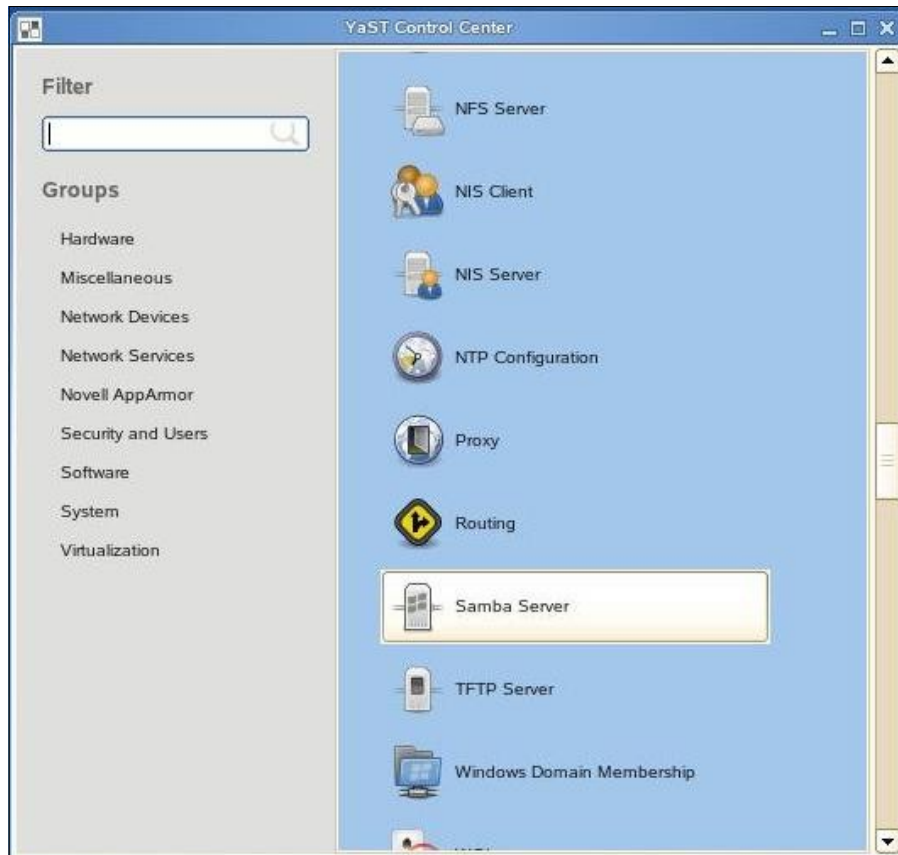 YaST Control Center
Filter
Groups
Hardware
Miscellaneous
Network Devices
Network Services
Novell AppArmor
Security and Users
Software
System
Virtualization
NFS Server
NIS Client
NIS Server
NTP Configuration
Proxy
Routing
Samba Server
TFTP Server
Windows Domain Membership